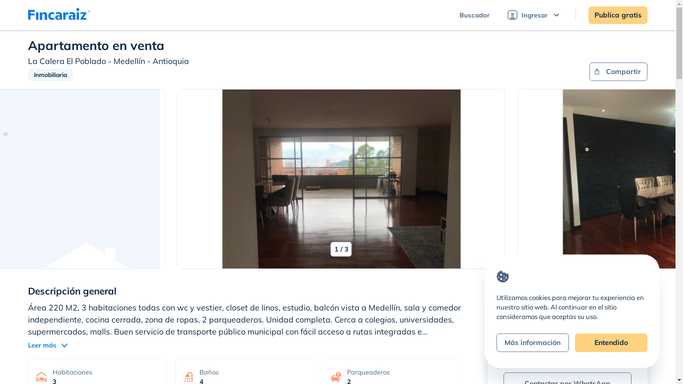 Fincaraiz
Buscador
Ingresar
Publica gratis
Apartamento en venta
La Calera El Poblado - Medellín - Antioquia
Inmobiliaria
Compartir
1 / 3
Descripción general
Área 220 M2, 3 habitaciones todas con wc y vestier, closet de linos, estudio, balcón vista a Medellín, sala y comedor
independiente, cocina cerrada, zona de ropas, 2 parqueaderos. Unidad completa. Cerca a colegios, universidades,
supermercados, malls. Buen servicio de transporte público municipal con fácil acceso a rutas integradas e...
Leer más
Habitaciones
3
Baños
4
Parqueaderos
2
Utilizamos cookies para mejorar tu experiencia en
nuestro sitio web. Al continuar en el sitio
consideramos que aceptas su uso.
Más información
Entendido
Contactar por WhatsApp